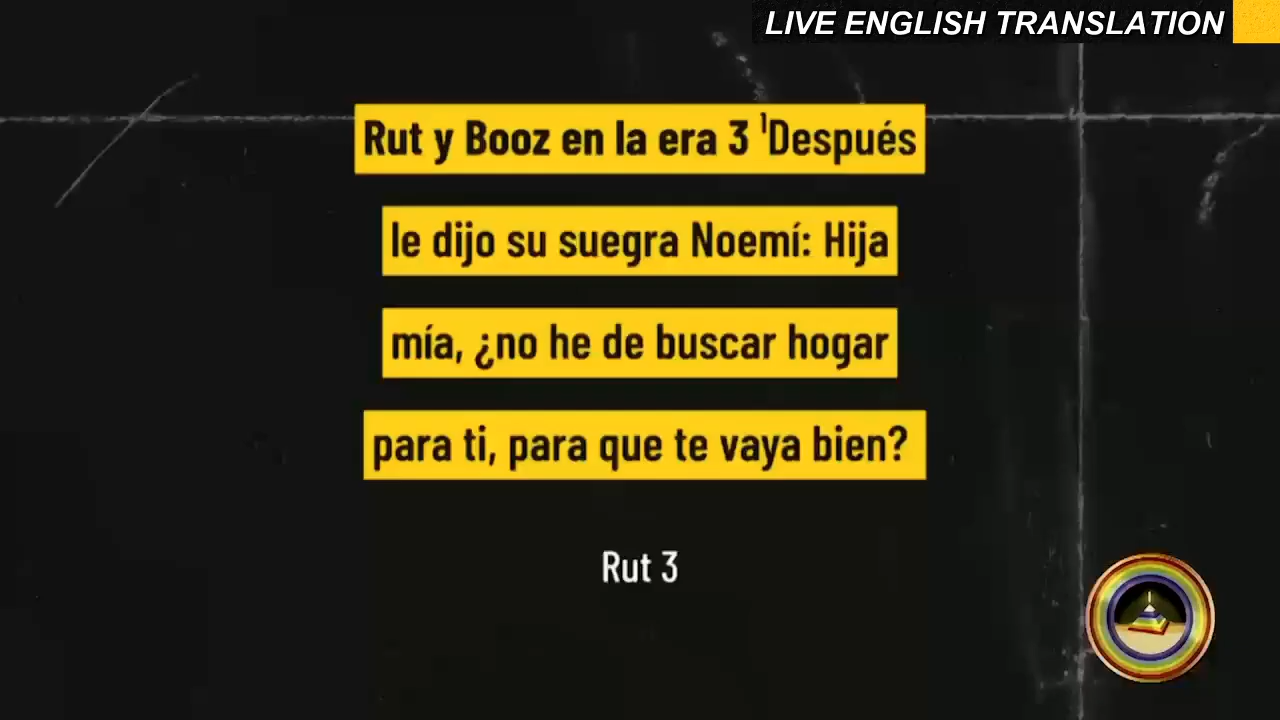 LIVE ENGLISH TRANSLATION
Rut y Booz en la era 3 ¹Después
le dijo su suegra Noemí: Hija
mía, ¿no he de buscar hogar
para ti, para que te vaya bien?
Rut 3